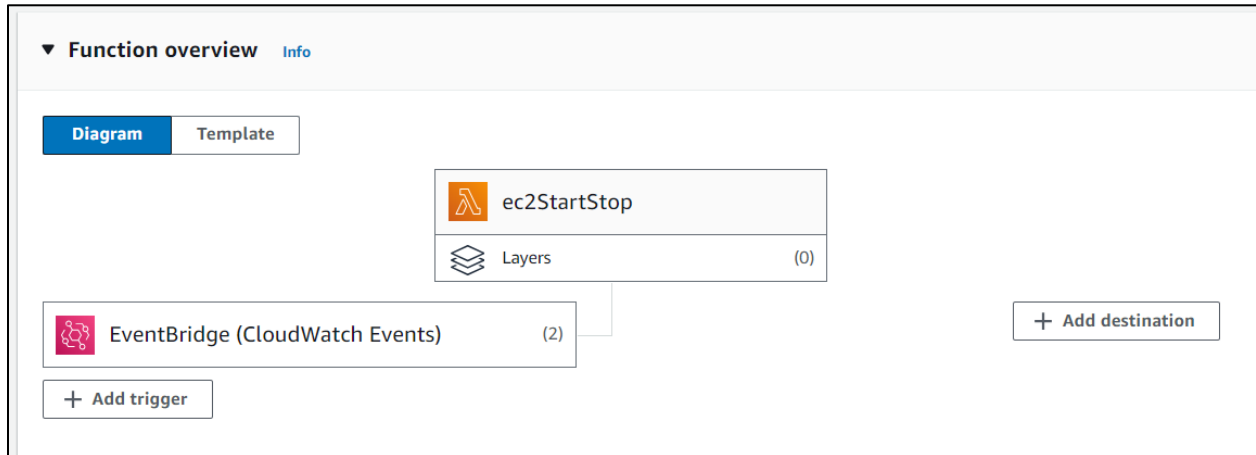 Function overview Info
Diagram Template
ec2StartStop
Layers (0)
EventBridge (CloudWatch Events) (2)
+ Add destination
+ Add trigger